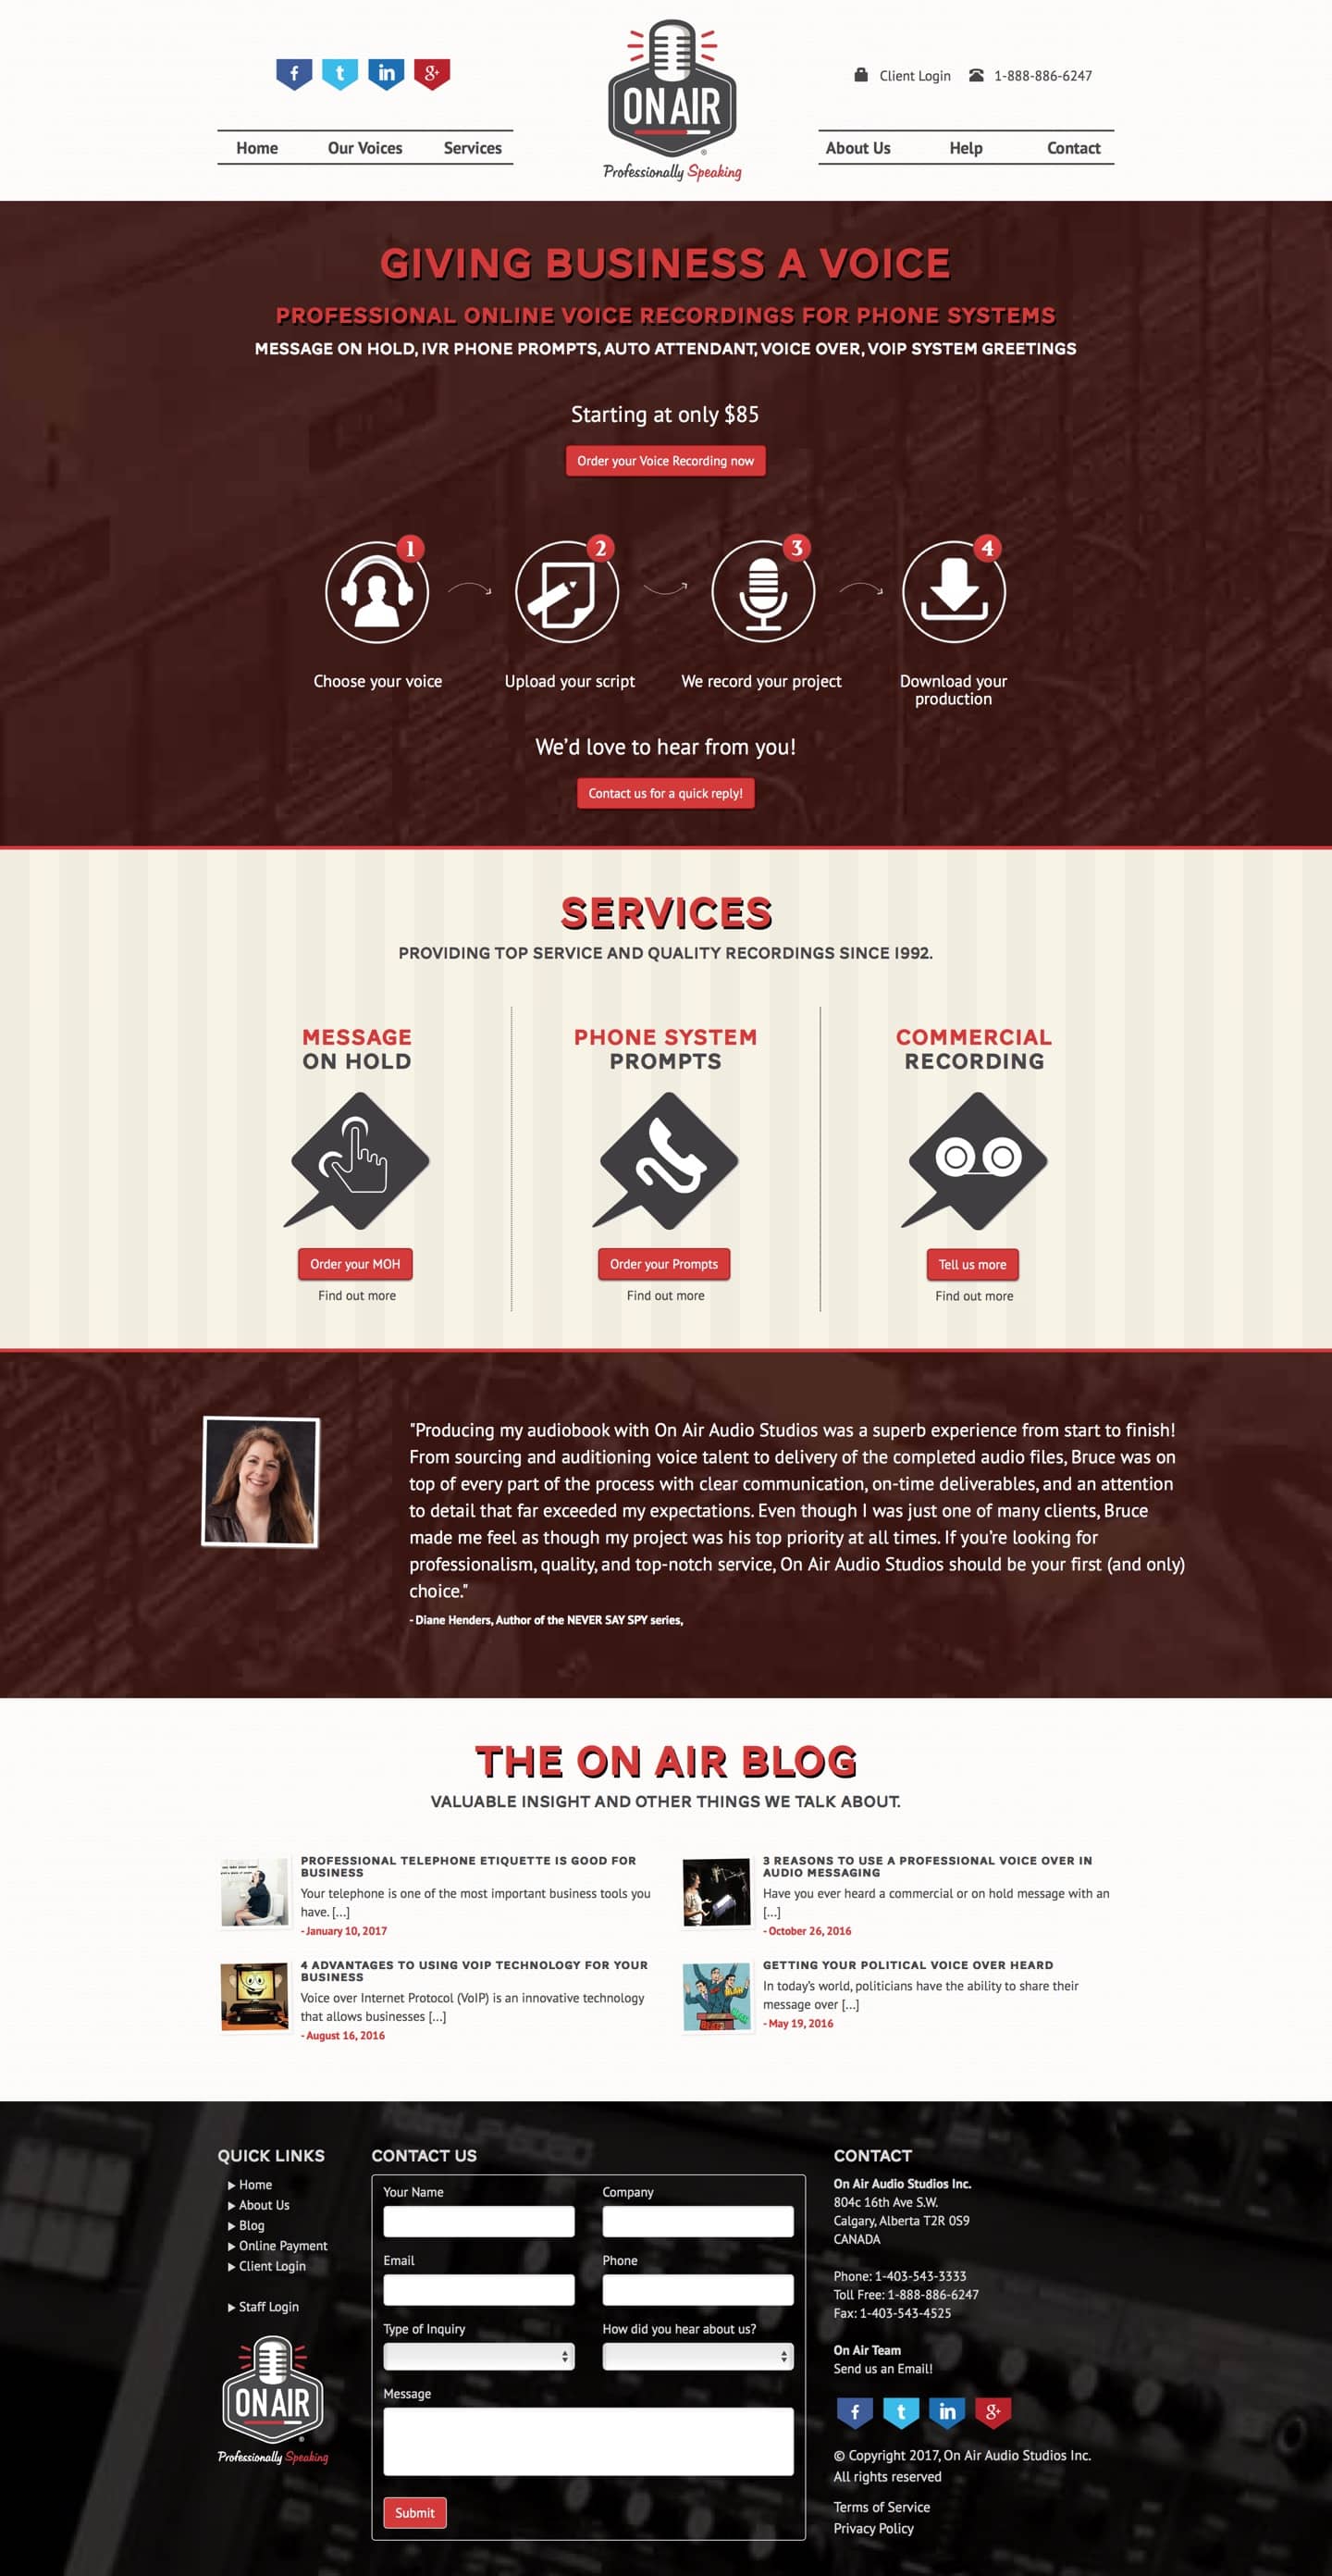 f t in g+
Client Login 1-888-886-6247
ON AIR
®
Professionally Speaking
Home Our Voices Services
About Us Help Contact
GIVING BUSINESS A VOICE
PROFESSIONAL ONLINE VOICE RECORDINGS FOR PHONE SYSTEMS
MESSAGE ON HOLD, IVR PHONE PROMPTS, AUTO ATTENDANT, VOICE OVER, VOIP SYSTEM GREETINGS
Starting at only $85
Order your Voice Recording now
1 2 3 4
Choose your voice
Upload your script
We record your project
Download your
production
We'd love to hear from you!
Contact us for a quick reply!
SERVICES
PROVIDING TOP SERVICE AND QUALITY RECORDINGS SINCE 1992.
MESSAGE
ON HOLD
Order your MOH
Find out more
PHONE SYSTEM
PROMPTS
Order your Prompts
Find out more
COMMERCIAL
RECORDING
Tell us more
Find out more
"Producing my audiobook with On Air Audio Studios was a superb experience from start to finish!
From sourcing and auditioning voice talent to delivery of the completed audio files, Bruce was on
top of every part of the process with clear communication, on-time deliverables, and an attention
to detail that far exceeded my expectations. Even though I was just one of many clients, Bruce
made me feel as though my project was his top priority at all times. If you're looking for
professionalism, quality, and top-notch service, On Air Audio Studios should be your first (and only)
choice."
- Diane Henders, Author of the NEVER SAY SPY series,
THE ON AIR BLOG
VALUABLE INSIGHT AND OTHER THINGS WE TALK ABOUT.
PROFESSIONAL TELEPHONE ETIQUETTE IS GOOD FOR
BUSINESS
Your telephone is one of the most important business tools you
have. [...]
- January 10, 2017
3 REASONS TO USE A PROFESSIONAL VOICE OVER IN
AUDIO MESSAGING
Have you ever heard a commercial or on hold message with an
[...]
- October 26, 2016
4 ADVANTAGES TO USING VOIP TECHNOLOGY FOR YOUR
BUSINESS
Voice over Internet Protocol (VoIP) is an innovative technology
that allows businesses [...]
- August 16, 2016
GETTING YOUR POLITICAL VOICE OVER HEARD
In today's world, politicians have the ability to share their
message over [...]
- May 19, 2016
QUICK LINKS
Home
About Us
Blog
Online Payment
Client Login
Staff Login
ON AIR
Professionally Speaking
CONTACT US
Your Name Company
Email Phone
Type of Inquiry How did you hear about us?
Message
Submit
CONTACT
On Air Audio Studios Inc.
804c 16th Ave S.W.
Calgary, Alberta T2R 0S9
CANADA
Phone: 1-403-543-3333
Toll Free: 1-888-886-6247
Fax: 1-403-543-4525
On Air Team
Send us an Email!
f t in g+
© Copyright 2017, On Air Audio Studios Inc.
All rights reserved
Terms of Service
Privacy Policy